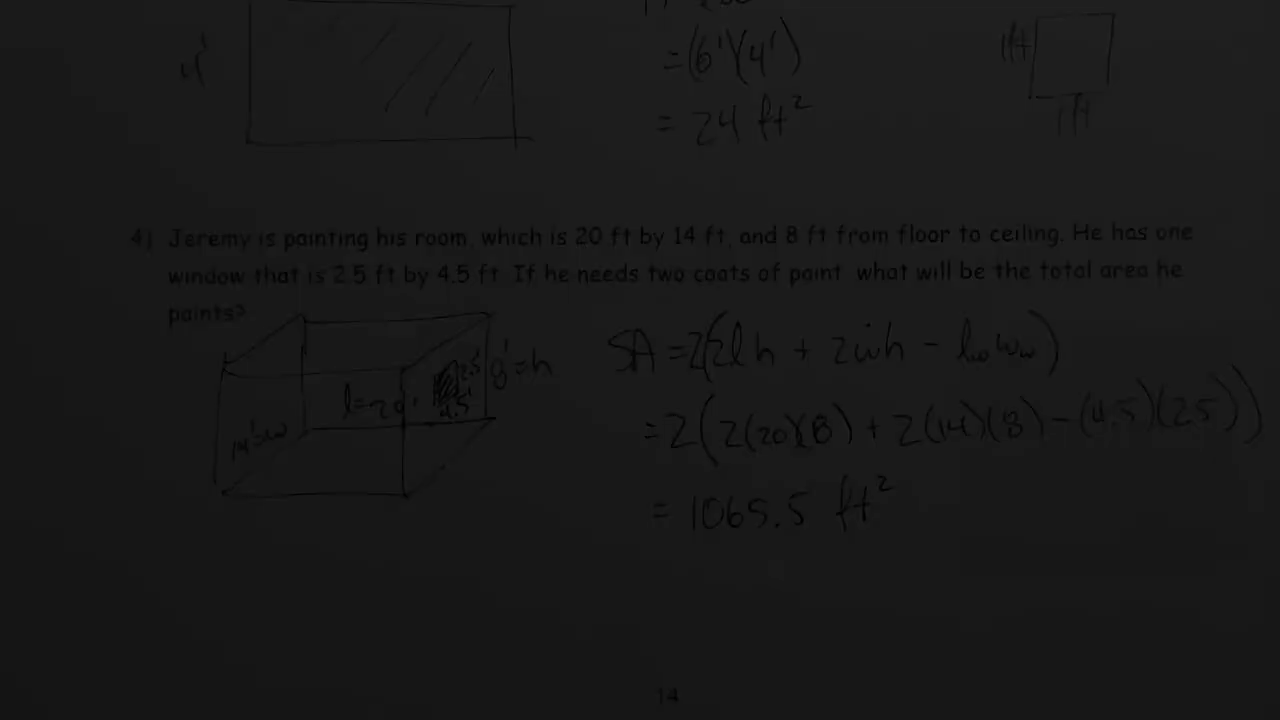 4'
= (6')(4')
1ft
= 24 ft²
1ft
4) Jeremy is painting his room, which is 20 ft by 14 ft, and 8 ft from floor to ceiling. He has one
window that is 2.5 ft by 4.5 ft. If he needs two coats of paint what will be the total area he
paints?
SA = 2(2lh + 2wh - lw ww)
2.5'
8' = h
l = 20'
4.5'
14' = w
= 2(2(20)(8) + 2(14)(8) - (4.5)(2.5))
= 1065.5 ft²
14